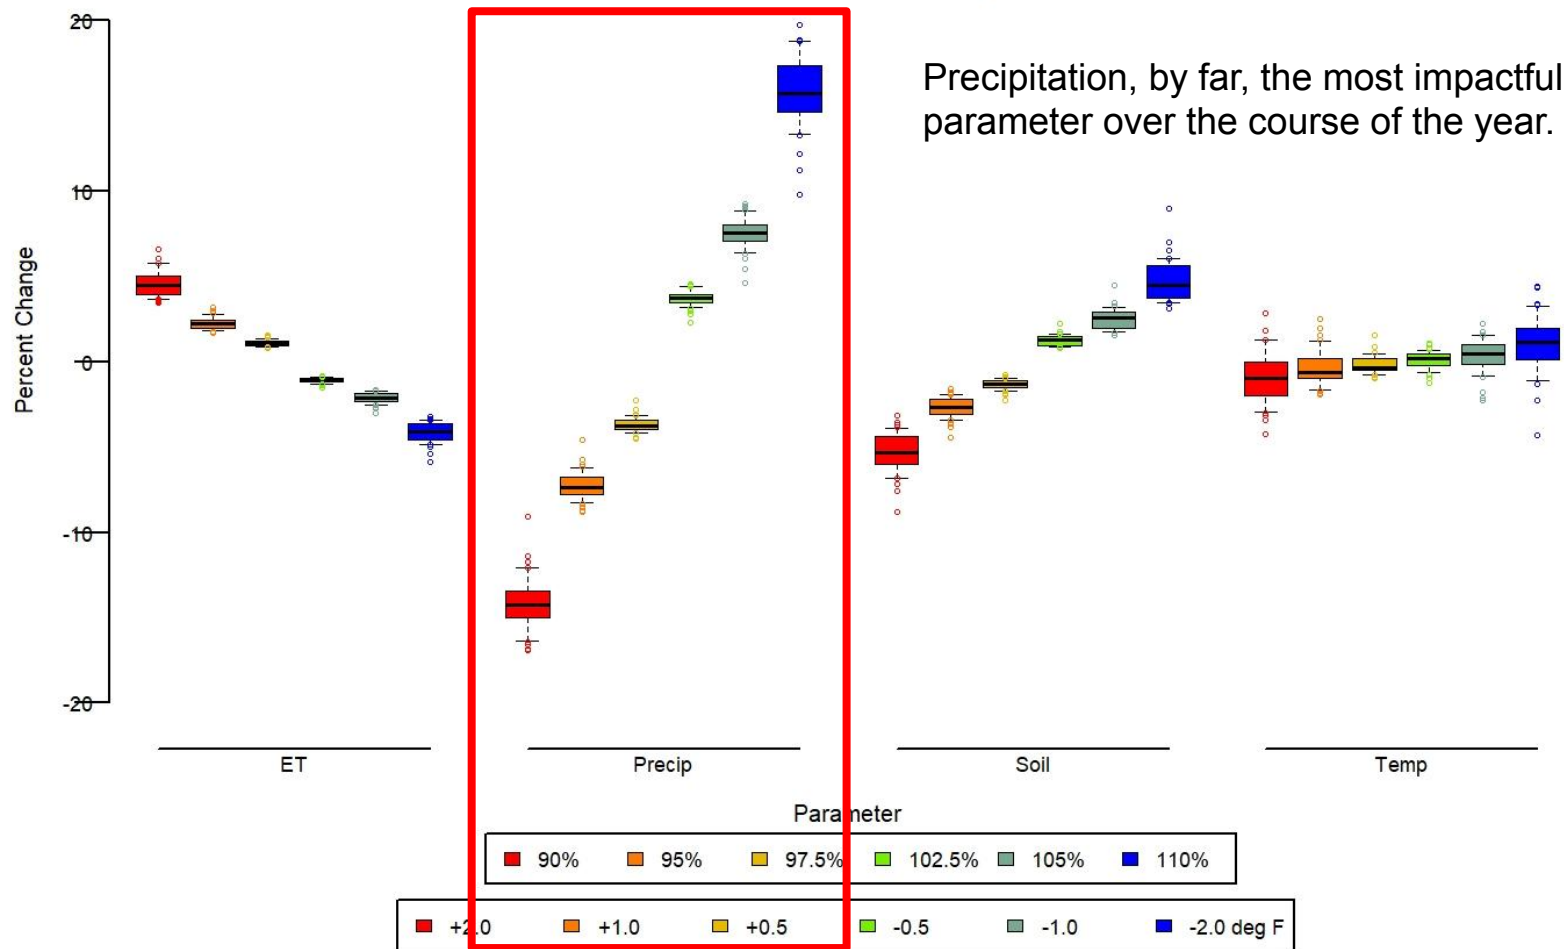 Precipitation, by far, the most impactful
parameter over the course of the year.
Percent Change
20
10
0
-10
-20
ET Precip Soil Temp
Parameter
90% 95% 97.5% 102.5% 105% 110%
+2.0 +1.0 +0.5 -0.5 -1.0 -2.0 deg F